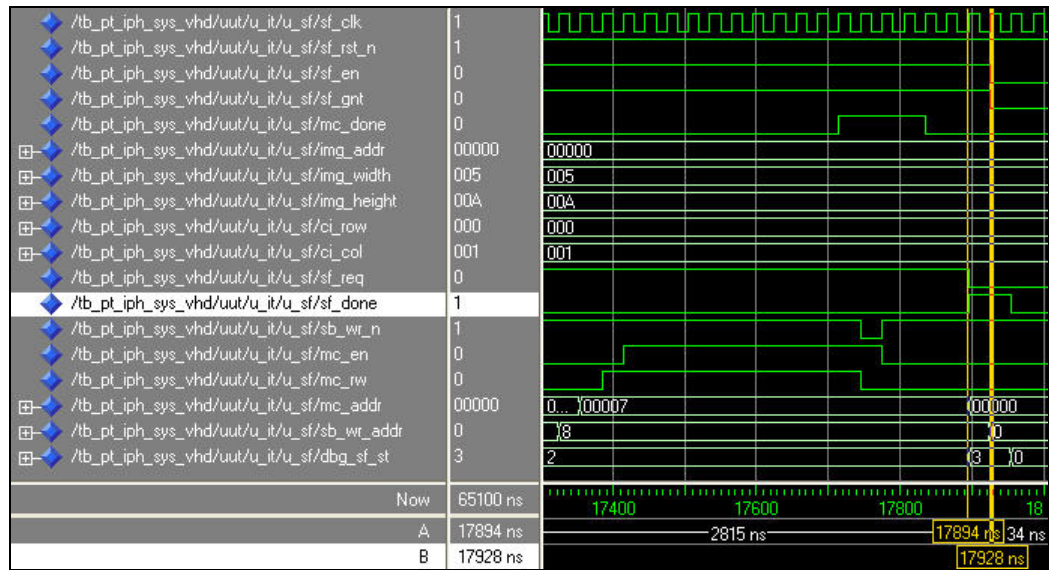 /tb_pt_iph_sys_vhd/uut/u_it/u_sf/sf_clk 1
/tb_pt_iph_sys_vhd/uut/u_it/u_sf/sf_rst_n 1
/tb_pt_iph_sys_vhd/uut/u_it/u_sf/sf_en 0
/tb_pt_iph_sys_vhd/uut/u_it/u_sf/sf_gnt 0
/tb_pt_iph_sys_vhd/uut/u_it/u_sf/mc_done 0
/tb_pt_iph_sys_vhd/uut/u_it/u_sf/img_addr 00000 00000
/tb_pt_iph_sys_vhd/uut/u_it/u_sf/img_width 005 005
/tb_pt_iph_sys_vhd/uut/u_it/u_sf/img_height 00A 00A
/tb_pt_iph_sys_vhd/uut/u_it/u_sf/ci_row 000 000
/tb_pt_iph_sys_vhd/uut/u_it/u_sf/ci_col 001 001
/tb_pt_iph_sys_vhd/uut/u_it/u_sf/sf_req 0
/tb_pt_iph_sys_vhd/uut/u_it/u_sf/sf_done 1
/tb_pt_iph_sys_vhd/uut/u_it/u_sf/sb_wr_n 1
/tb_pt_iph_sys_vhd/uut/u_it/u_sf/mc_en 0
/tb_pt_iph_sys_vhd/uut/u_it/u_sf/mc_rw 0
/tb_pt_iph_sys_vhd/uut/u_it/u_sf/mc_addr 00000 0... 00007 00000
/tb_pt_iph_sys_vhd/uut/u_it/u_sf/sb_wr_addr 0 8 0
/tb_pt_iph_sys_vhd/uut/u_it/u_sf/dbg_sf_st 3 2 3 0
Now 65100 ns 17400 17600 17800 18
A 17894 ns 2815 ns 17894 ns 34 ns
B 17928 ns 17928 ns